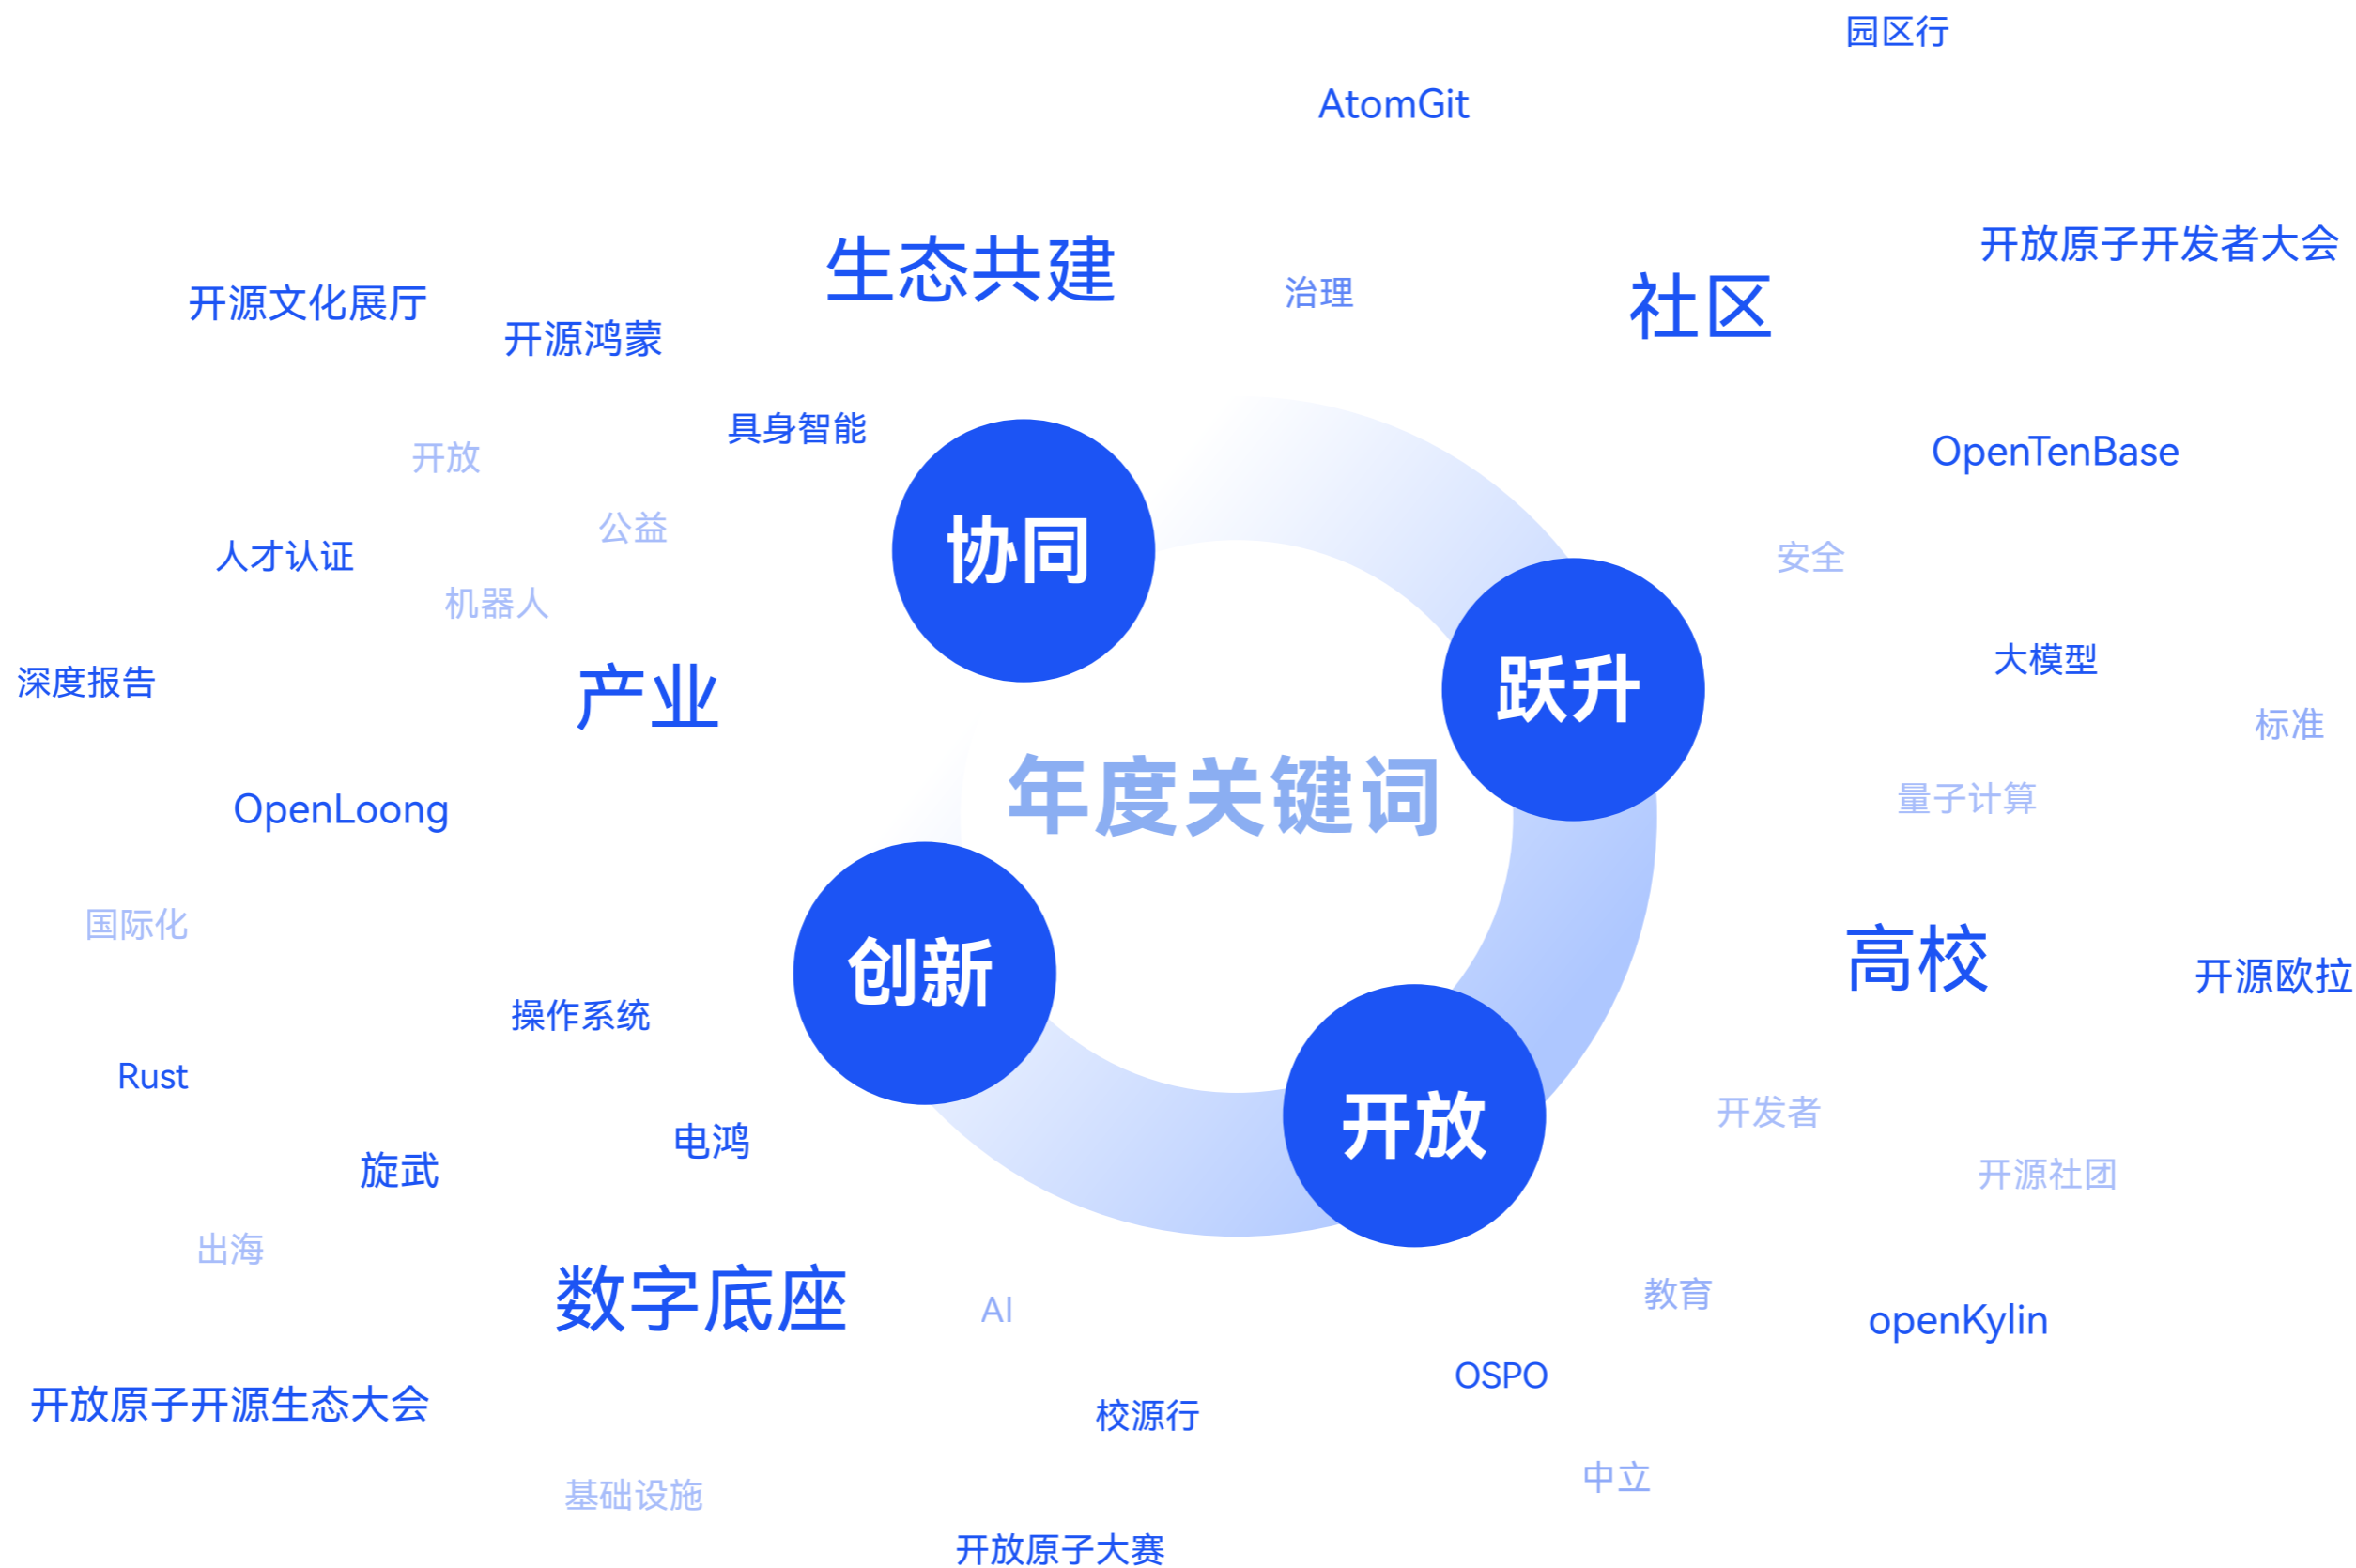 园区行
AtomGit
开放原子开发者大会
生态共建
治理
社区
开源文化展厅
开源鸿蒙
具身智能
OpenTenBase
开放
公益
人才认证
协同
安全
机器人
大模型
深度报告
产业
跃升
标准
年度关键词
OpenLoong
量子计算
国际化
创新
高校
开源欧拉
操作系统
Rust
开放
开发者
电鸿
旋武
开源社团
出海
数字底座
AI
教育
openKylin
OSPO
开放原子开源生态大会
校源行
中立
基础设施
开放原子大赛